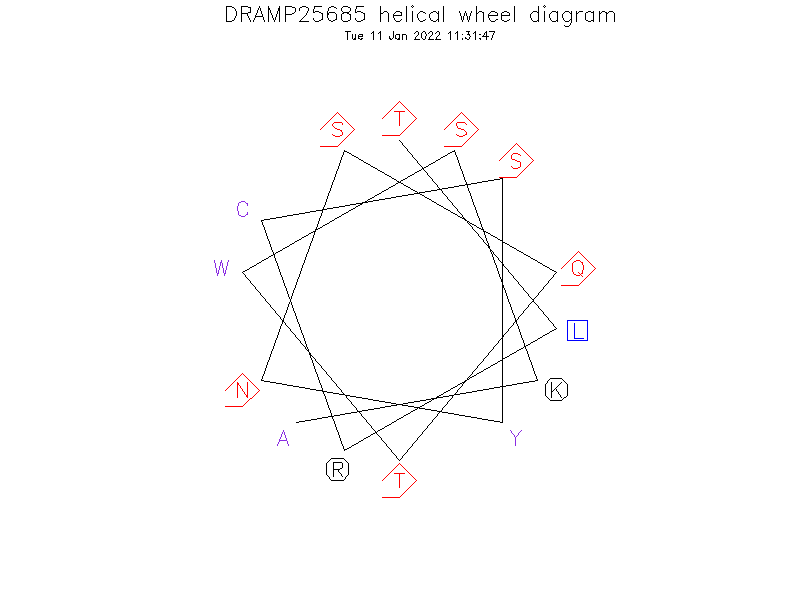 DRAMP25685 helical wheel diagram
Tue 11 Jan 2022 11:31:47
S T S S
C
W Q
L
N K
A Y
R T